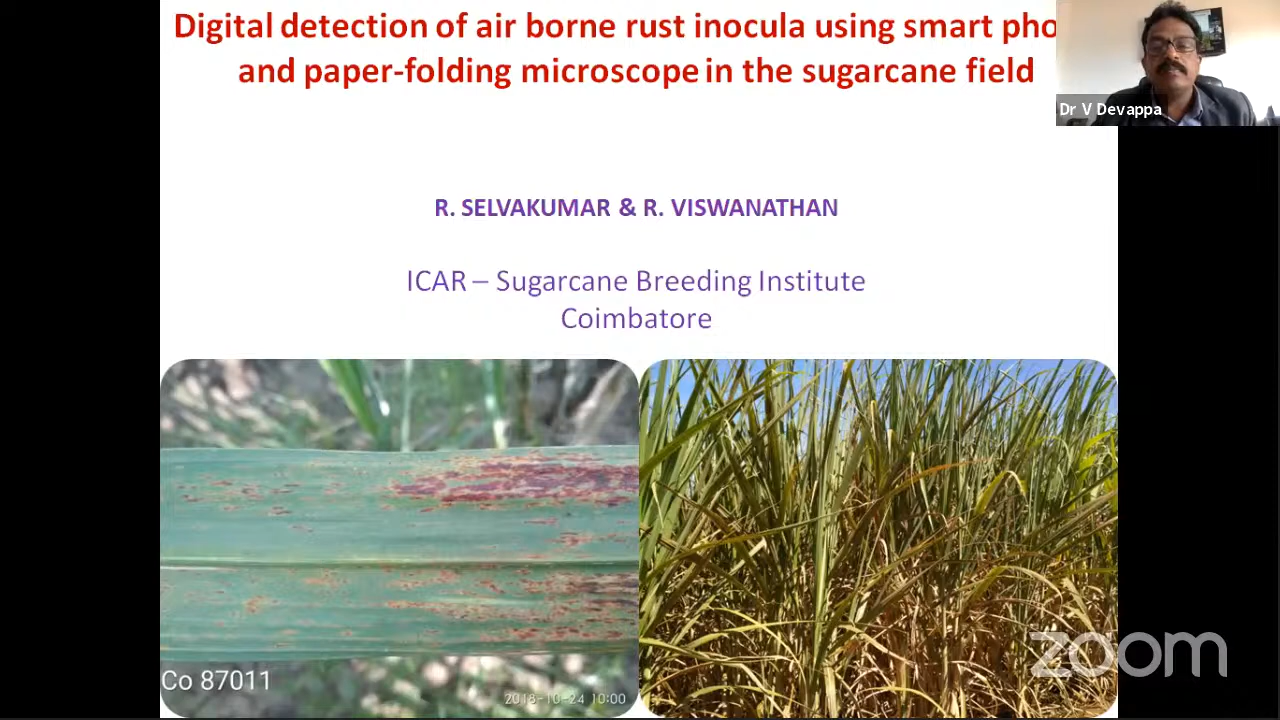 Digital detection of air borne rust inocula using smart pho
and paper-folding microscope in the sugarcane field
Dr V Devappa
R. SELVAKUMAR & R. VISWANATHAN
ICAR – Sugarcane Breeding Institute
Coimbatore
zoom
Co 87011
2018-10-24 10:00